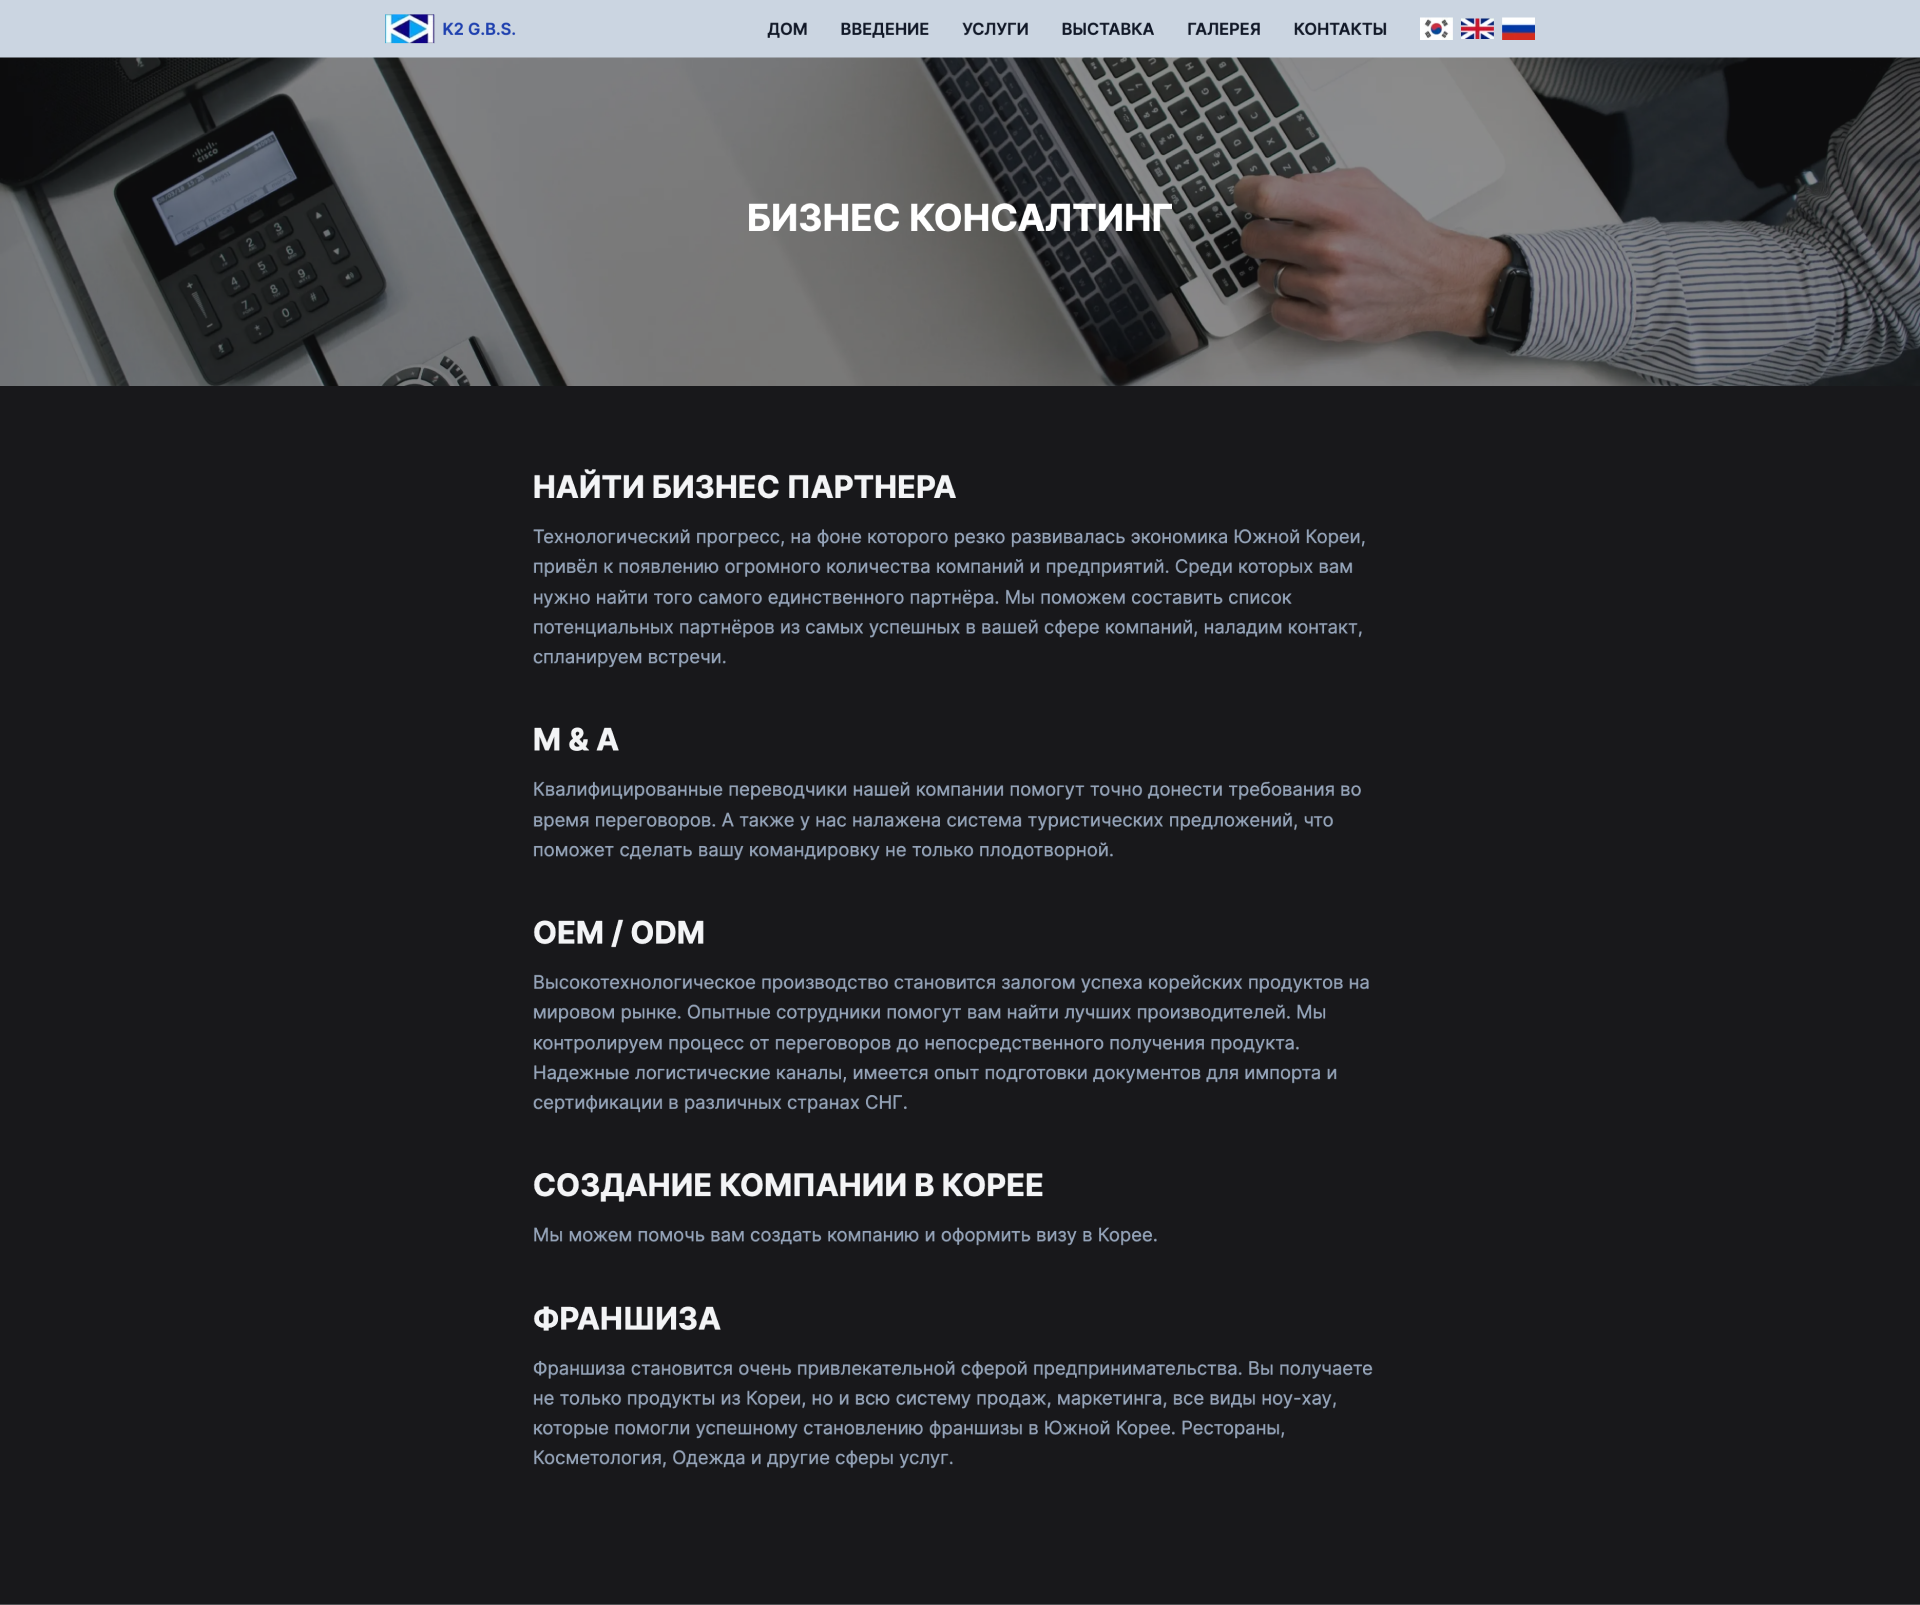 K2 G.B.S.
ДОМ ВВЕДЕНИЕ УСЛУГИ ВЫСТАВКА ГАЛЕРЕЯ КОНТАКТЫ
CISCO
БИЗНЕС КОНСАЛТИНГ
НАЙТИ БИЗНЕС ПАРТНЕРА
Технологический прогресс, на фоне которого резко развивалась экономика Южной Кореи,
привёл к появлению огромного количества компаний и предприятий. Среди которых вам
нужно найти того самого единственного партнёра. Мы поможем составить список
потенциальных партнёров из самых успешных в вашей сфере компаний, наладим контакт,
спланируем встречи.
M & A
Квалифицированные переводчики нашей компании помогут точно донести требования во
время переговоров. А также у нас налажена система туристических предложений, что
поможет сделать вашу командировку не только плодотворной.
OEM / ODM
Высокотехнологическое производство становится залогом успеха корейских продуктов на
мировом рынке. Опытные сотрудники помогут вам найти лучших производителей. Мы
контролируем процесс от переговоров до непосредственного получения продукта.
Надежные логистические каналы, имеется опыт подготовки документов для импорта и
сертификации в различных странах СНГ.
СОЗДАНИЕ КОМПАНИИ В КОРЕЕ
Мы можем помочь вам создать компанию и оформить визу в Корее.
ФРАНШИЗА
Франшиза становится очень привлекательной сферой предпринимательства. Вы получаете
не только продукты из Кореи, но и всю систему продаж, маркетинга, все виды ноу-хау,
которые помогли успешному становлению франшизы в Южной Корее. Рестораны,
Косметология, Одежда и другие сферы услуг.